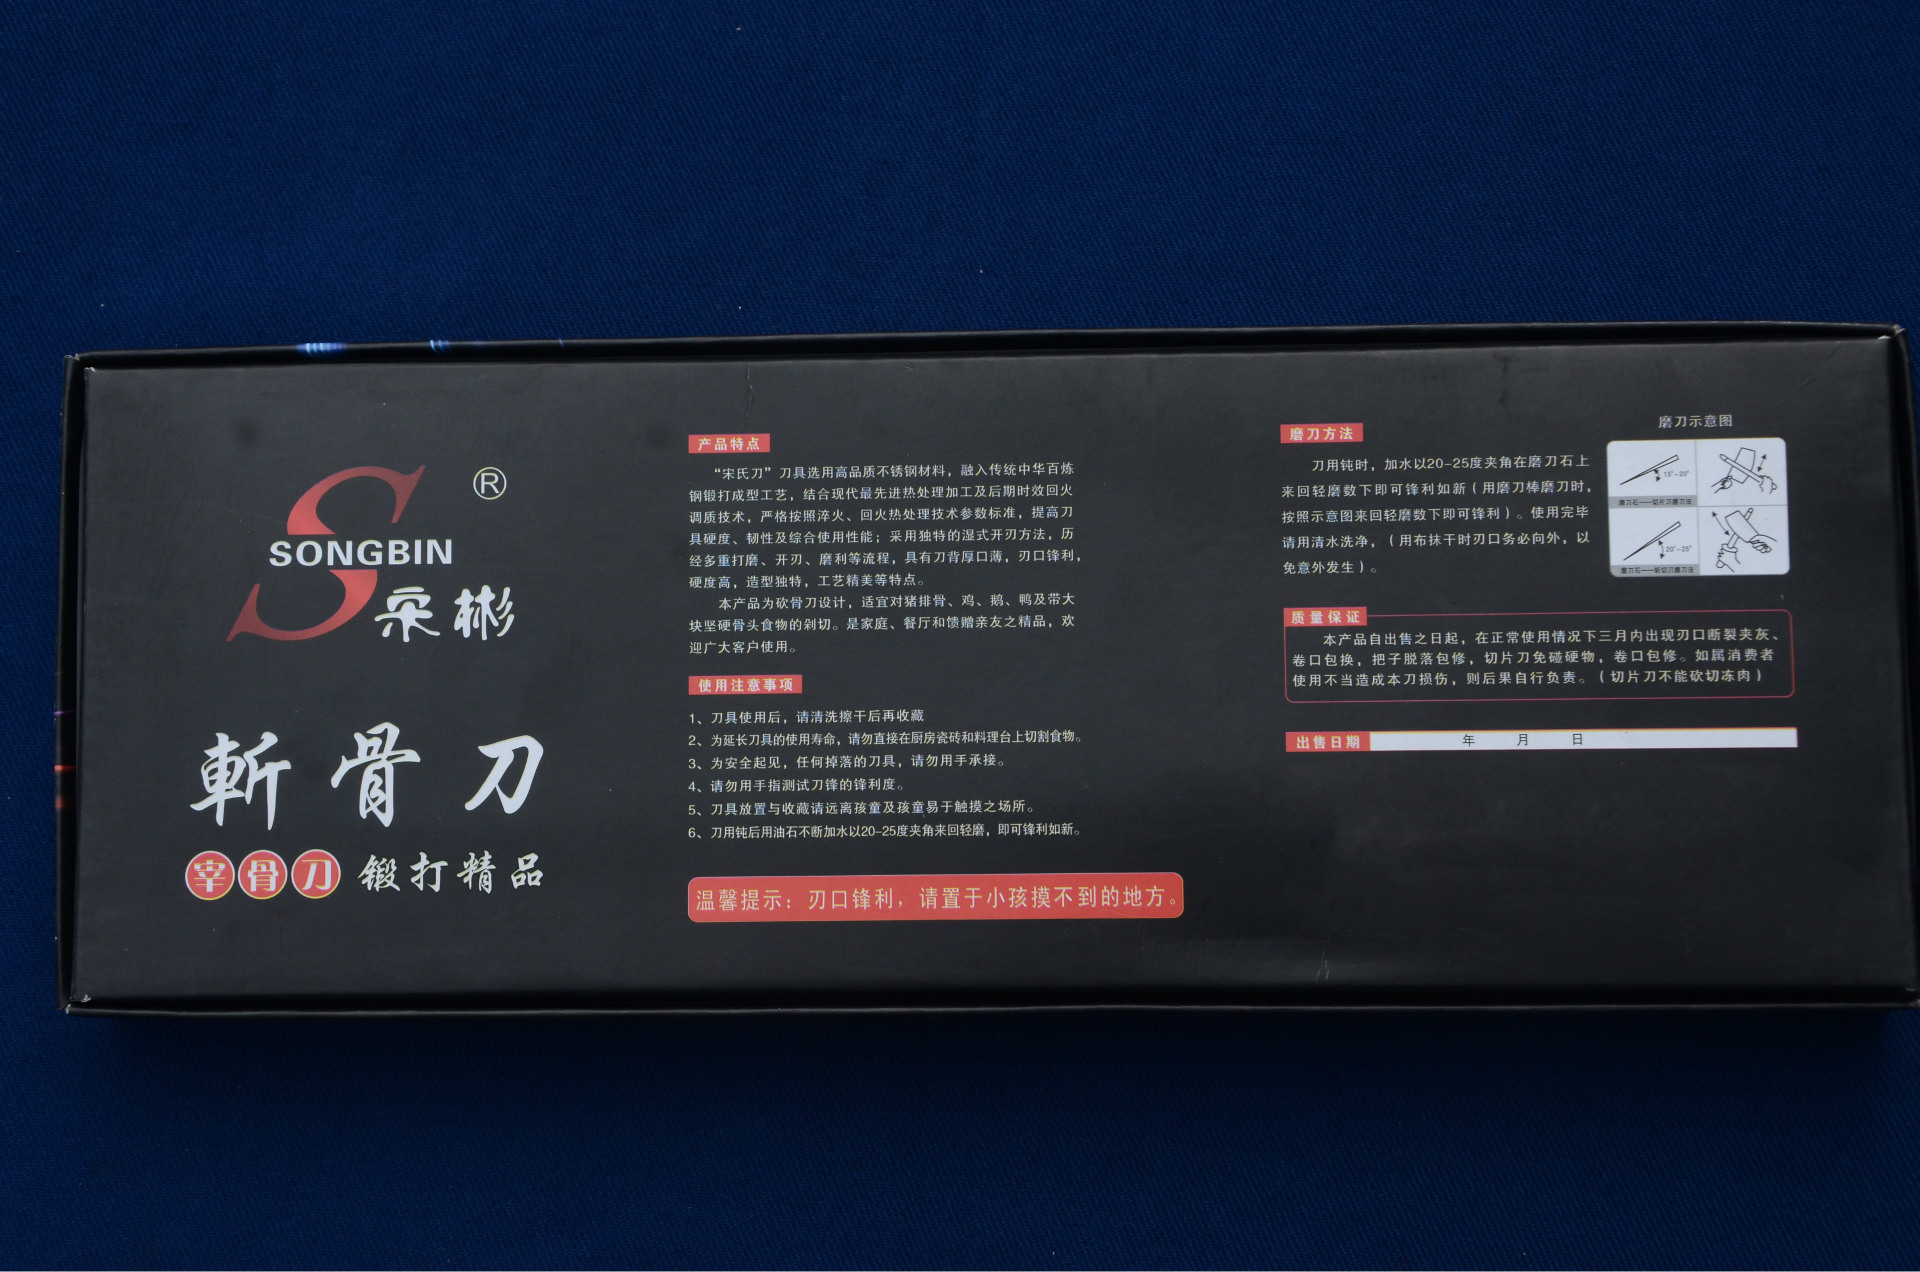 ®
SONGBIN
宋彬
斬骨刀
宰骨刀 锻打精品
产品特点
“宋氏刀”刀具选用高品质不锈钢材料，融入传统中华百炼
钢锻打成型工艺，结合现代最先进热处理加工及后期时效回火
调质技术，严格按照淬火、回火热处理技术参数标准，提高刀
具硬度、韧性及综合使用性能；采用独特的湿式开刃方法，历
经多重打磨、开刃、磨利等流程，具有刀背厚口薄，刃口锋利，
硬度高，造型独特，工艺精美等特点。
本产品为砍骨刀设计，适宜对猪排骨、鸡、鹅、鸭及带大
块坚硬骨头食物的剁切。是家庭、餐厅和馈赠亲友之精品，欢
迎广大客户使用。
使用注意事项
1、刀具使用后，请清洗擦干后再收藏
2、为延长刀具的使用寿命，请勿直接在厨房瓷砖和料理台上切割食物。
3、为安全起见，任何掉落的刀具，请勿用手承接。
4、请勿用手指测试刀锋的锋利度。
5、刀具放置与收藏请远离孩童及孩童易于触摸之场所。
6、刀用钝后用油石不断加水以20-25度夹角来回轻磨，即可锋利如新。
温馨提示：刃口锋利，请置于小孩摸不到的地方。
磨刀方法
刀用钝时，加水以20-25度夹角在磨刀石上
来回轻磨数下即可锋利如新（用磨刀棒磨刀时，
按照示意图来回轻磨数下即可锋利）。使用完毕
请用清水洗净，（用布抹干时刃口务必向外，以
免意外发生）。
磨刀示意图
15°-20°
磨刀石——切片刀磨刀法
20°-25°
磨刀石——斩切刀磨刀法
质量保证
本产品自出售之日起，在正常使用情况下三月内出现刃口断裂夹灰、
卷口包换，把子脱落包修，切片刀免碰硬物，卷口包修。如属消费者
使用不当造成本刀损伤，则后果自行负责。（切片刀不能砍切冻肉）
出售日期 年 月 日